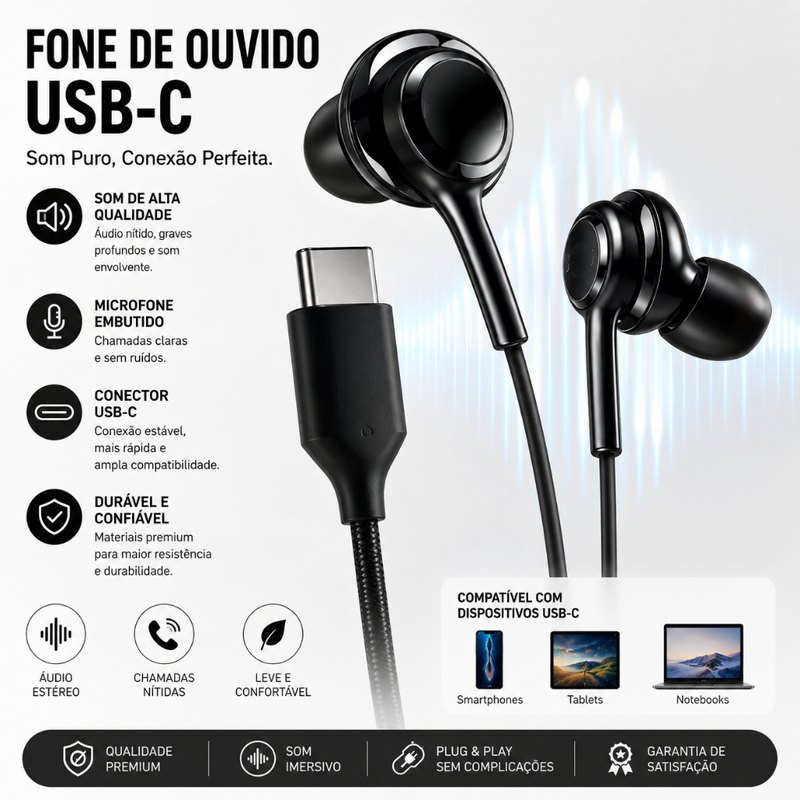 FONE DE OUVIDO
USB-C
Som Puro, Conexão Perfeita.
SOM DE ALTA
QUALIDADE
Áudio nítido, graves
profundos e som
envolvente.
MICROFONE
EMBUTIDO
Chamadas claras
e sem ruídos.
CONECTOR
USB-C
Conexão estável,
mais rápida e
ampla compatibilidade.
DURÁVEL E
CONFIÁVEL
Materiais premium
para maior resistência
e durabilidade.
ÁUDIO
ESTÉREO
CHAMADAS
NÍTIDAS
LEVE E
CONFORTÁVEL
COMPATÍVEL COM
DISPOSITIVOS USB-C
Smartphones
Tablets
Notebooks
QUALIDADE
PREMIUM
SOM
IMERSIVO
PLUG & PLAY
SEM COMPLICAÇÕES
GARANTIA DE
SATISFAÇÃO